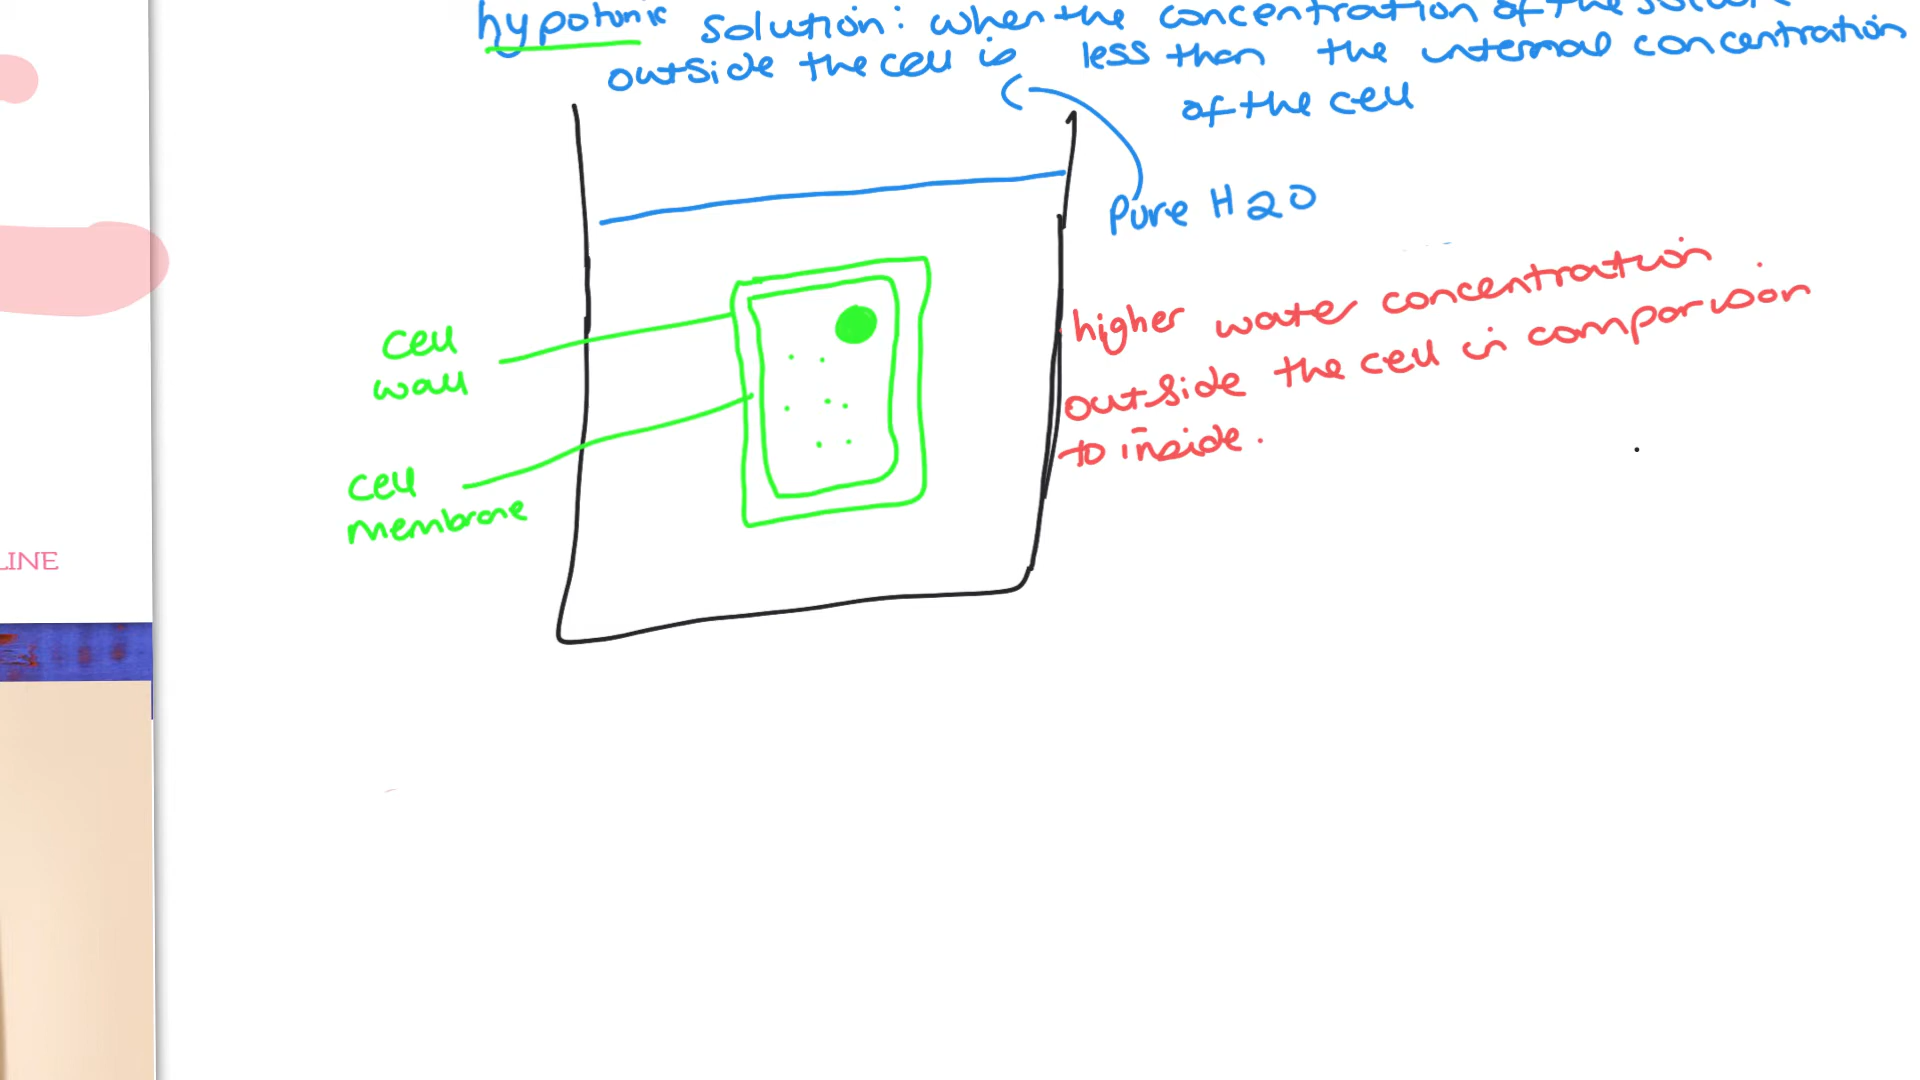 hypotonic solution: when the concentration of the
outside the cell is less than the internal concentration
of the cell
Pure H2O
higher water concentration
outside the cell in comparison
to inside.
cell
wall
cell
membrane
LINE